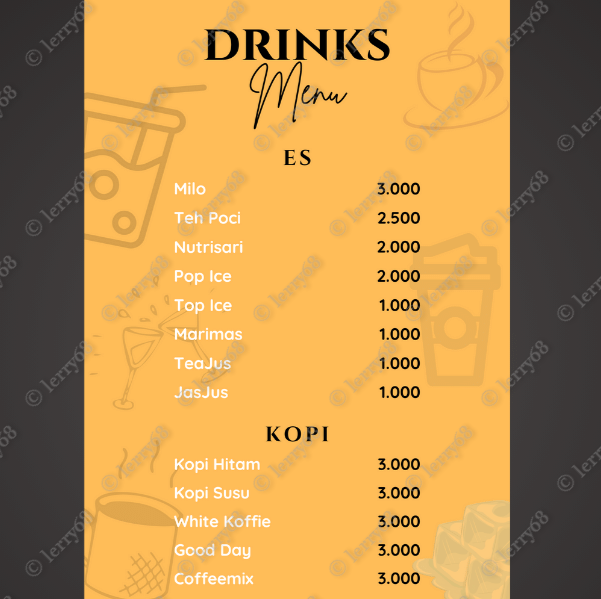 DRINKS
Menu
ES
Milo 3.000
Teh Poci 2.500
Nutrisari 2.000
Pop Ice 2.000
Top Ice 1.000
Marimas 1.000
TeaJus 1.000
JasJus 1.000
KOPI
Kopi Hitam 3.000
Kopi Susu 3.000
White Koffie 3.000
Good Day 3.000
Coffeemix 3.000
© lerry68